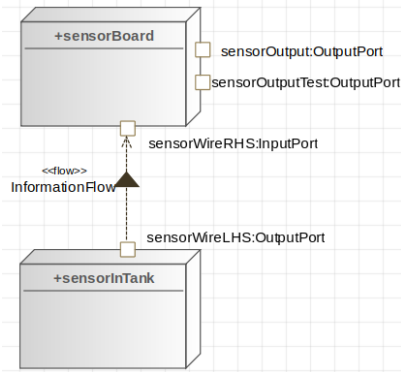 +sensorBoard
sensorOutput:OutputPort
sensorOutputTest:OutputPort
sensorWireRHS:InputPort
<<flow>>
InformationFlow
sensorWireLHS:OutputPort
+sensorInTank